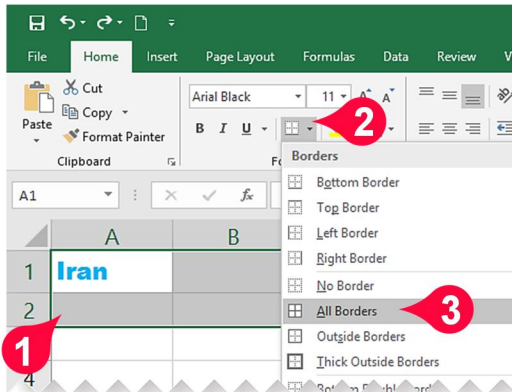 File Home Insert Page Layout Formulas Data Review
Cut
Copy
Format Painter
Paste
Clipboard
Arial Black 11 A A
B I U
2
A1 fx
Borders
Bottom Border
Top Border
Left Border
Right Border
No Border
All Borders
3
Outside Borders
Thick Outside Borders
A B
1 Iran
2
1
4